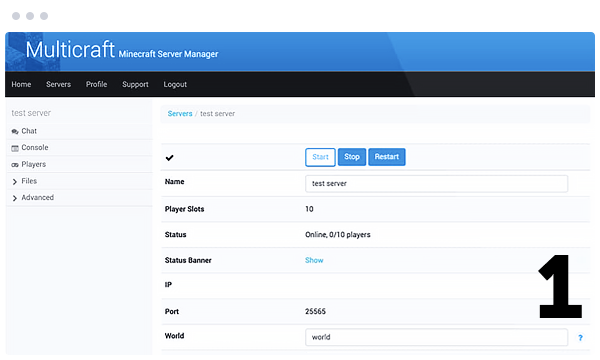 Multicraft Minecraft Server Manager
Home Servers Profile Support Logout
test server
Chat
Console
Players
Files
Advanced
Servers / test server
Start Stop Restart
Name test server
Player Slots 10
Status Online, 0/10 players
Status Banner Show
IP
Port 25565
World world ?
1